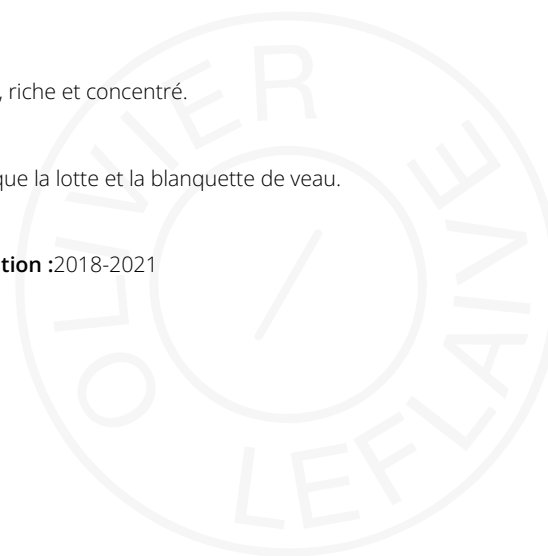 , riche et concentré.
que la lotte et la blanquette de veau.
tion :2018-2021
OLIVIER
LEFLAIVE